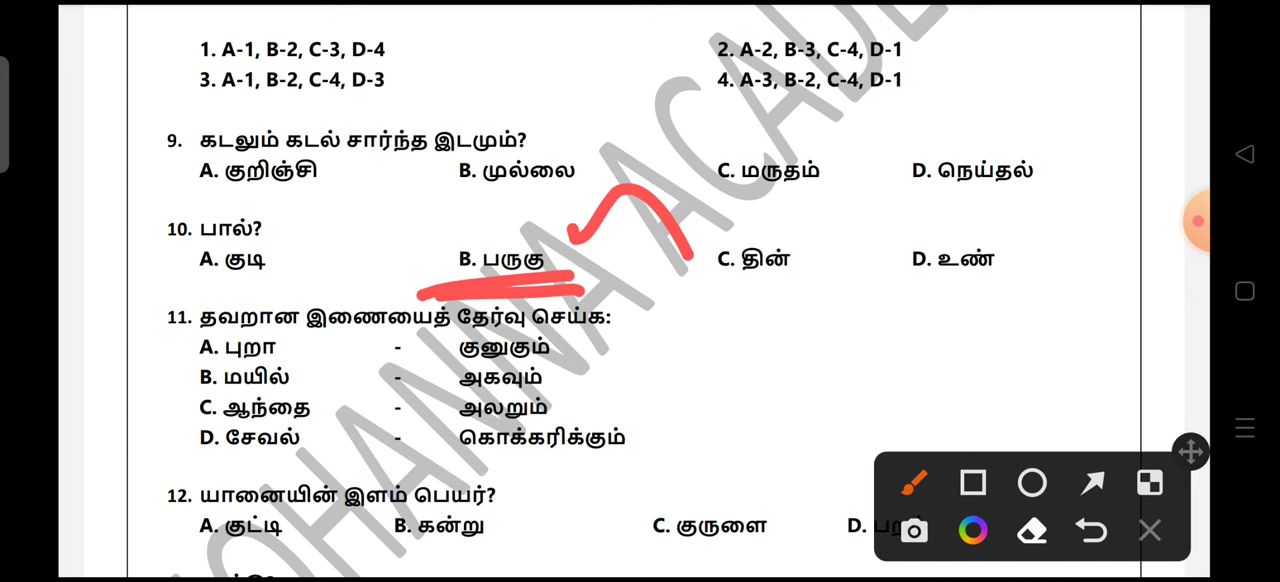 1. A-1, B-2, C-3, D-4 2. A-2, B-3, C-4, D-1
3. A-1, B-2, C-4, D-3 4. A-3, B-2, C-4, D-1
9. கடலும் கடல் சார்ந்த இடமும்?
A. குறிஞ்சி B. முல்லை C. மருதம் D. நெய்தல்
10. பால்?
A. குடி B. பருகு C. தின் D. உண்
11. தவறான இணையைத் தேர்வு செய்க:
A. புறா - குனுகும்
B. மயில் - அகவும்
C. ஆந்தை - அலறும்
D. சேவல் - கொக்கரிக்கும்
12. யானையின் இளம் பெயர்?
A. குட்டி B. கன்று C. குருளை D.